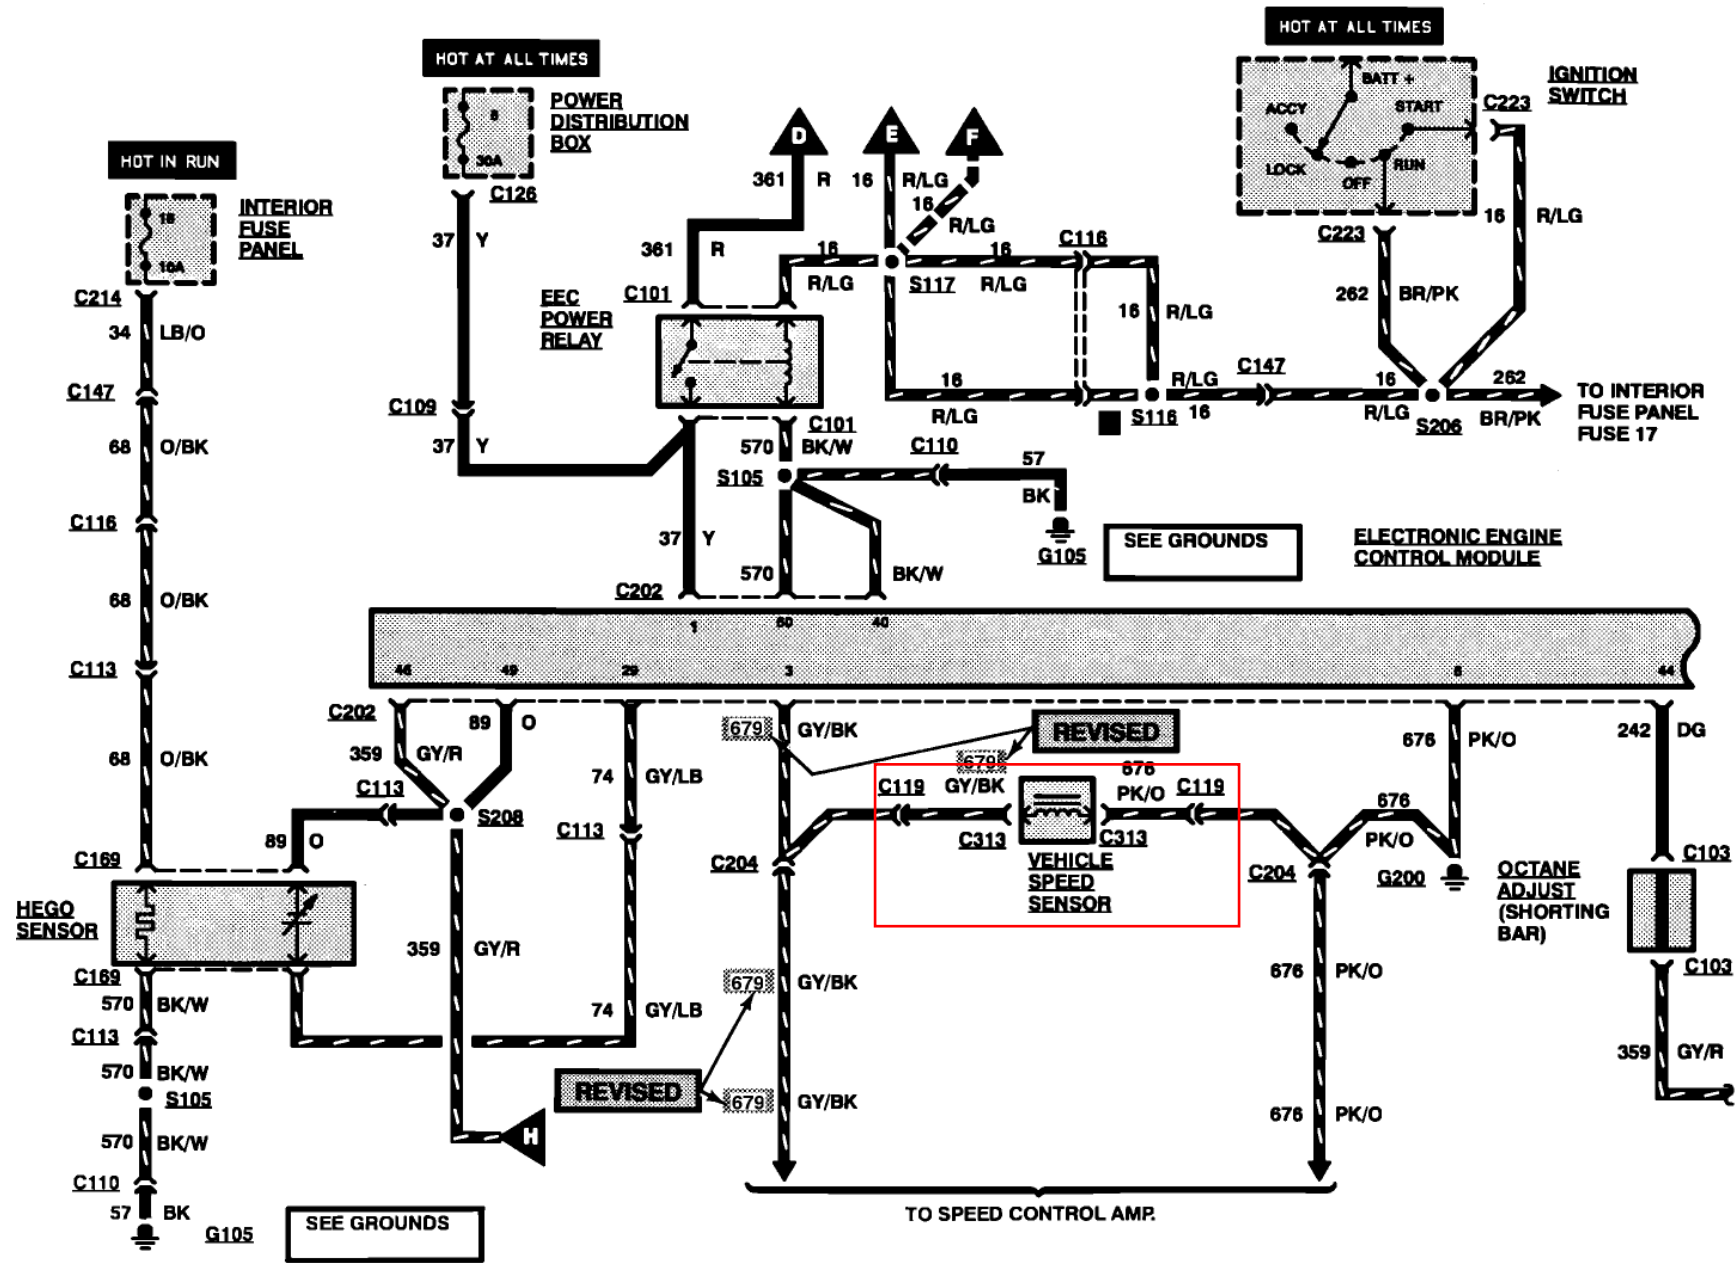 HOT AT ALL TIMES
HOT AT ALL TIMES
BATT +
ACCY
START
LOCK
OFF
RUN
C223
IGNITION
SWITCH
8
30A
POWER
DISTRIBUTION
BOX
C126
D
E
F
361 R
16 R/LG
16
R/LG
HOT IN RUN
18
10A
INTERIOR
FUSE
PANEL
C214
34 LB/O
37 Y
361 R
16
R/LG
S117
16
R/LG
C116
C223
16 R/LG
262 BR/PK
EEC
POWER
RELAY
C101
16 R/LG
C147
C109
37 Y
C101
570 BK/W
16
R/LG
S116
R/LG
16
C147
16
R/LG
S206
262
BR/PK
TO INTERIOR
FUSE PANEL
FUSE 17
68 O/BK
S105
C110
57
BK
G105
SEE GROUNDS
ELECTRONIC ENGINE
CONTROL MODULE
C116
37 Y
570
BK/W
C202
68 O/BK
1
60
40
46
49
29
3
6
44
C113
C202
89 O
359 GY/R
68 O/BK
74 GY/LB
679 GY/BK
REVISED
679
GY/BK
676
PK/O
676 PK/O
242 DG
C113
S208
C113
C119
C119
C313
C313
VEHICLE
SPEED
SENSOR
676
PK/O
C204
C204
G200
OCTANE
ADJUST
(SHORTING
BAR)
C103
C103
89 O
C169
HEGO
SENSOR
C169
359 GY/R
570 BK/W
C113
74 GY/LB
679 GY/BK
676 PK/O
359 GY/R
570 BK/W
S105
REVISED
679 GY/BK
676 PK/O
570 BK/W
H
C110
57 BK
G105
SEE GROUNDS
TO SPEED CONTROL AMP.